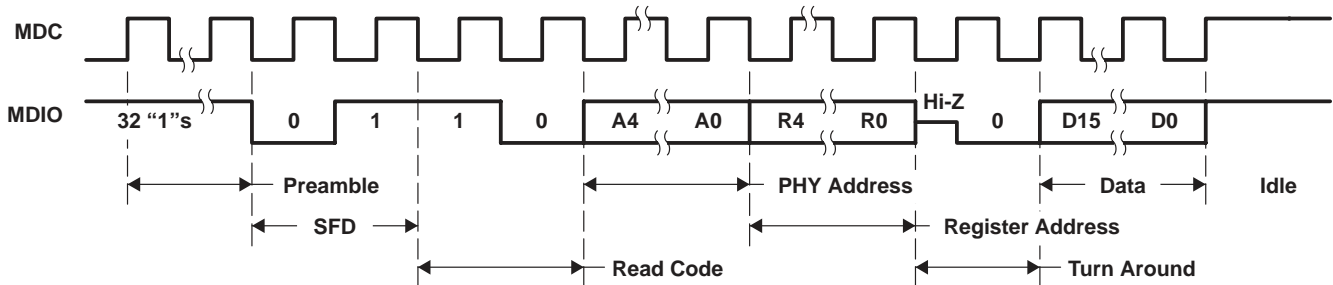 MDC
MDIO
32 "1"s 0 1 1 0 A4 A0 R4 R0 Hi-Z 0 D15 D0
Preamble PHY Address Data Idle
SFD Register Address
Read Code Turn Around